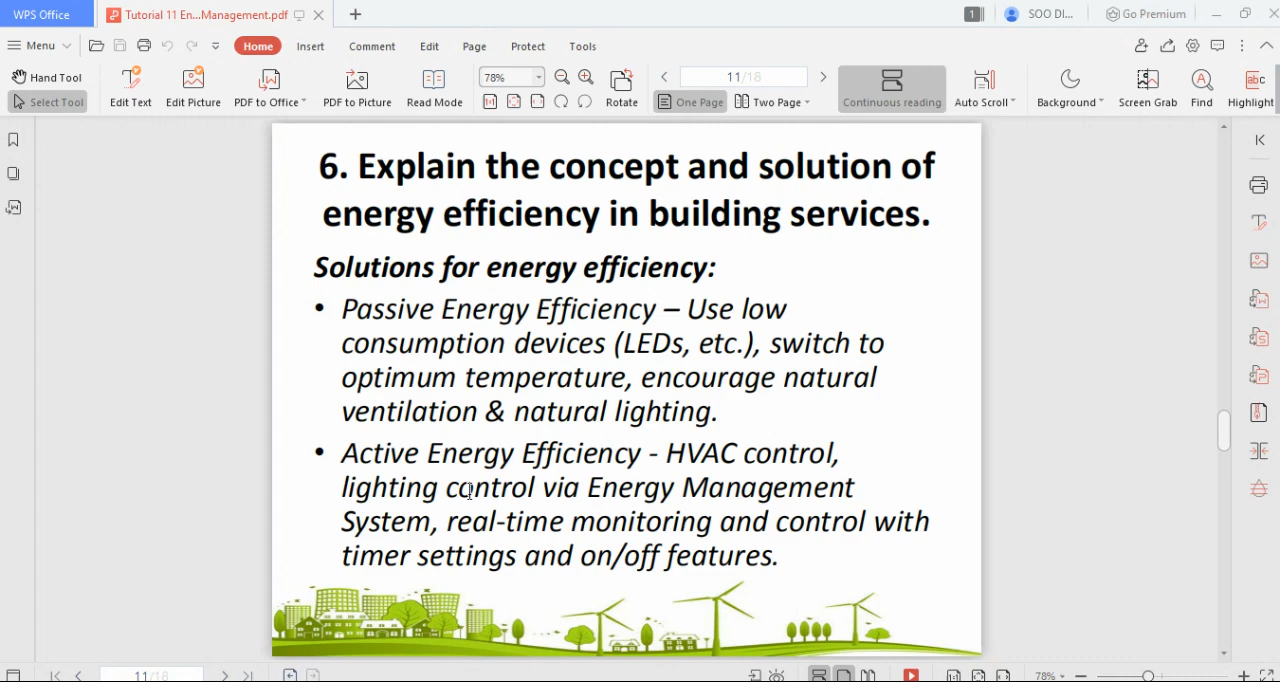 WPS Office
Tutorial 11 En...Management.pdf
1
SOO DI...
Go Premium
Menu
Home
Insert
Comment
Edit
Page
Protect
Tools
Hand Tool
Select Tool
Edit Text
Edit Picture
PDF to Office
PDF to Picture
Read Mode
78%
Rotate
11/18
One Page
Two Page
Continuous reading
Auto Scroll
Background
Screen Grab
Find
Highlight
6. Explain the concept and solution of
energy efficiency in building services.
Solutions for energy efficiency:
• Passive Energy Efficiency – Use low
consumption devices (LEDs, etc.), switch to
optimum temperature, encourage natural
ventilation & natural lighting.
• Active Energy Efficiency - HVAC control,
lighting control via Energy Management
System, real-time monitoring and control with
timer settings and on/off features.
11/18
78%